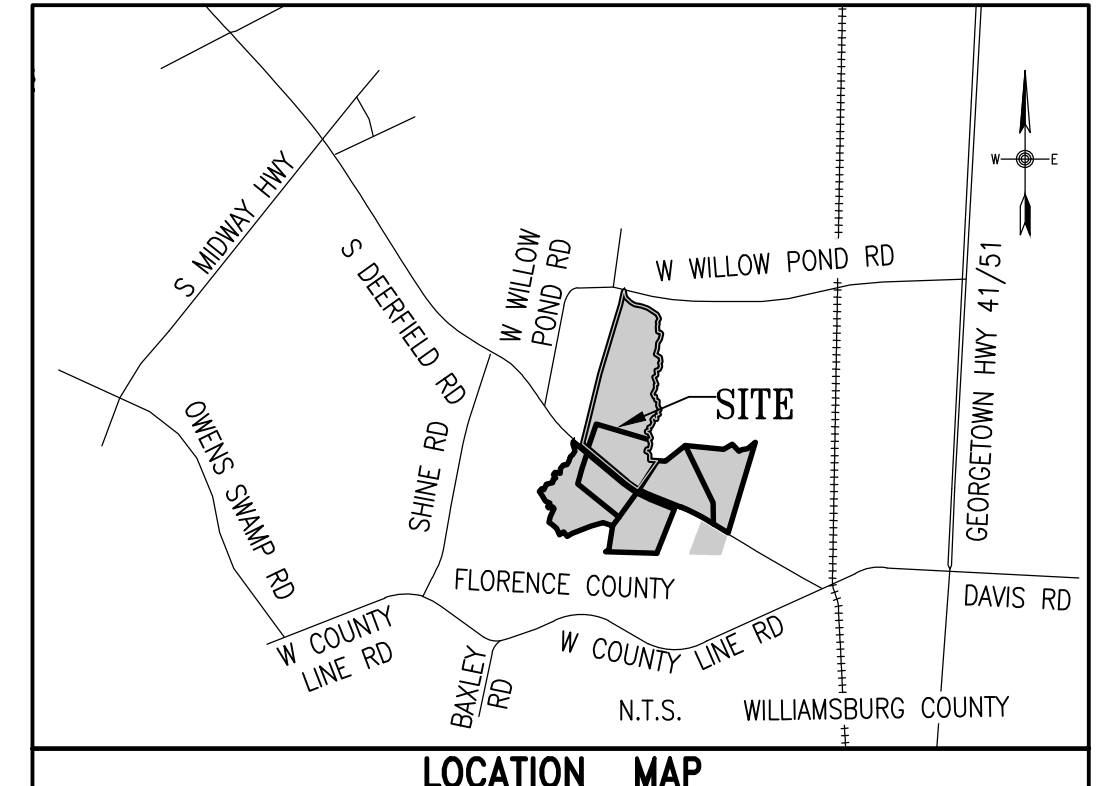 S MIDWAY HWY
S DEERFIELD RD
W WILLOW
POND RD
W WILLOW POND RD
GEORGETOWN HWY 41/51
W
E
SITE
OWENS SWAMP RD
SHINE RD
FLORENCE COUNTY
DAVIS RD
W COUNTY
LINE RD
W COUNTY LINE RD
BAXLEY
RD
N.T.S.
WILLIAMSBURG COUNTY
LOCATION MAP